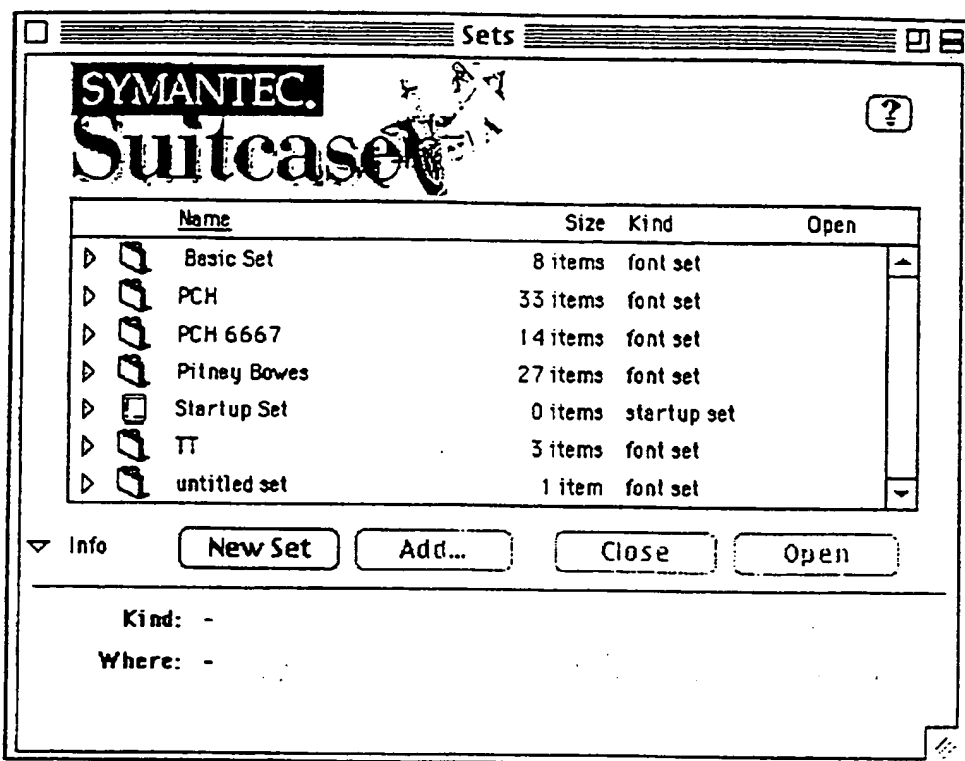 Sets
SYMANTEC.
Suitcase
?
Name Size Kind Open
Basic Set 8 items font set
PCH 33 items font set
PCH 6667 14 items font set
Pitney Bowes 27 items font set
Startup Set 0 items startup set
TT 3 items font set
untitled set 1 item font set
Info New Set Add... Close Open
Kind: -
Where: -